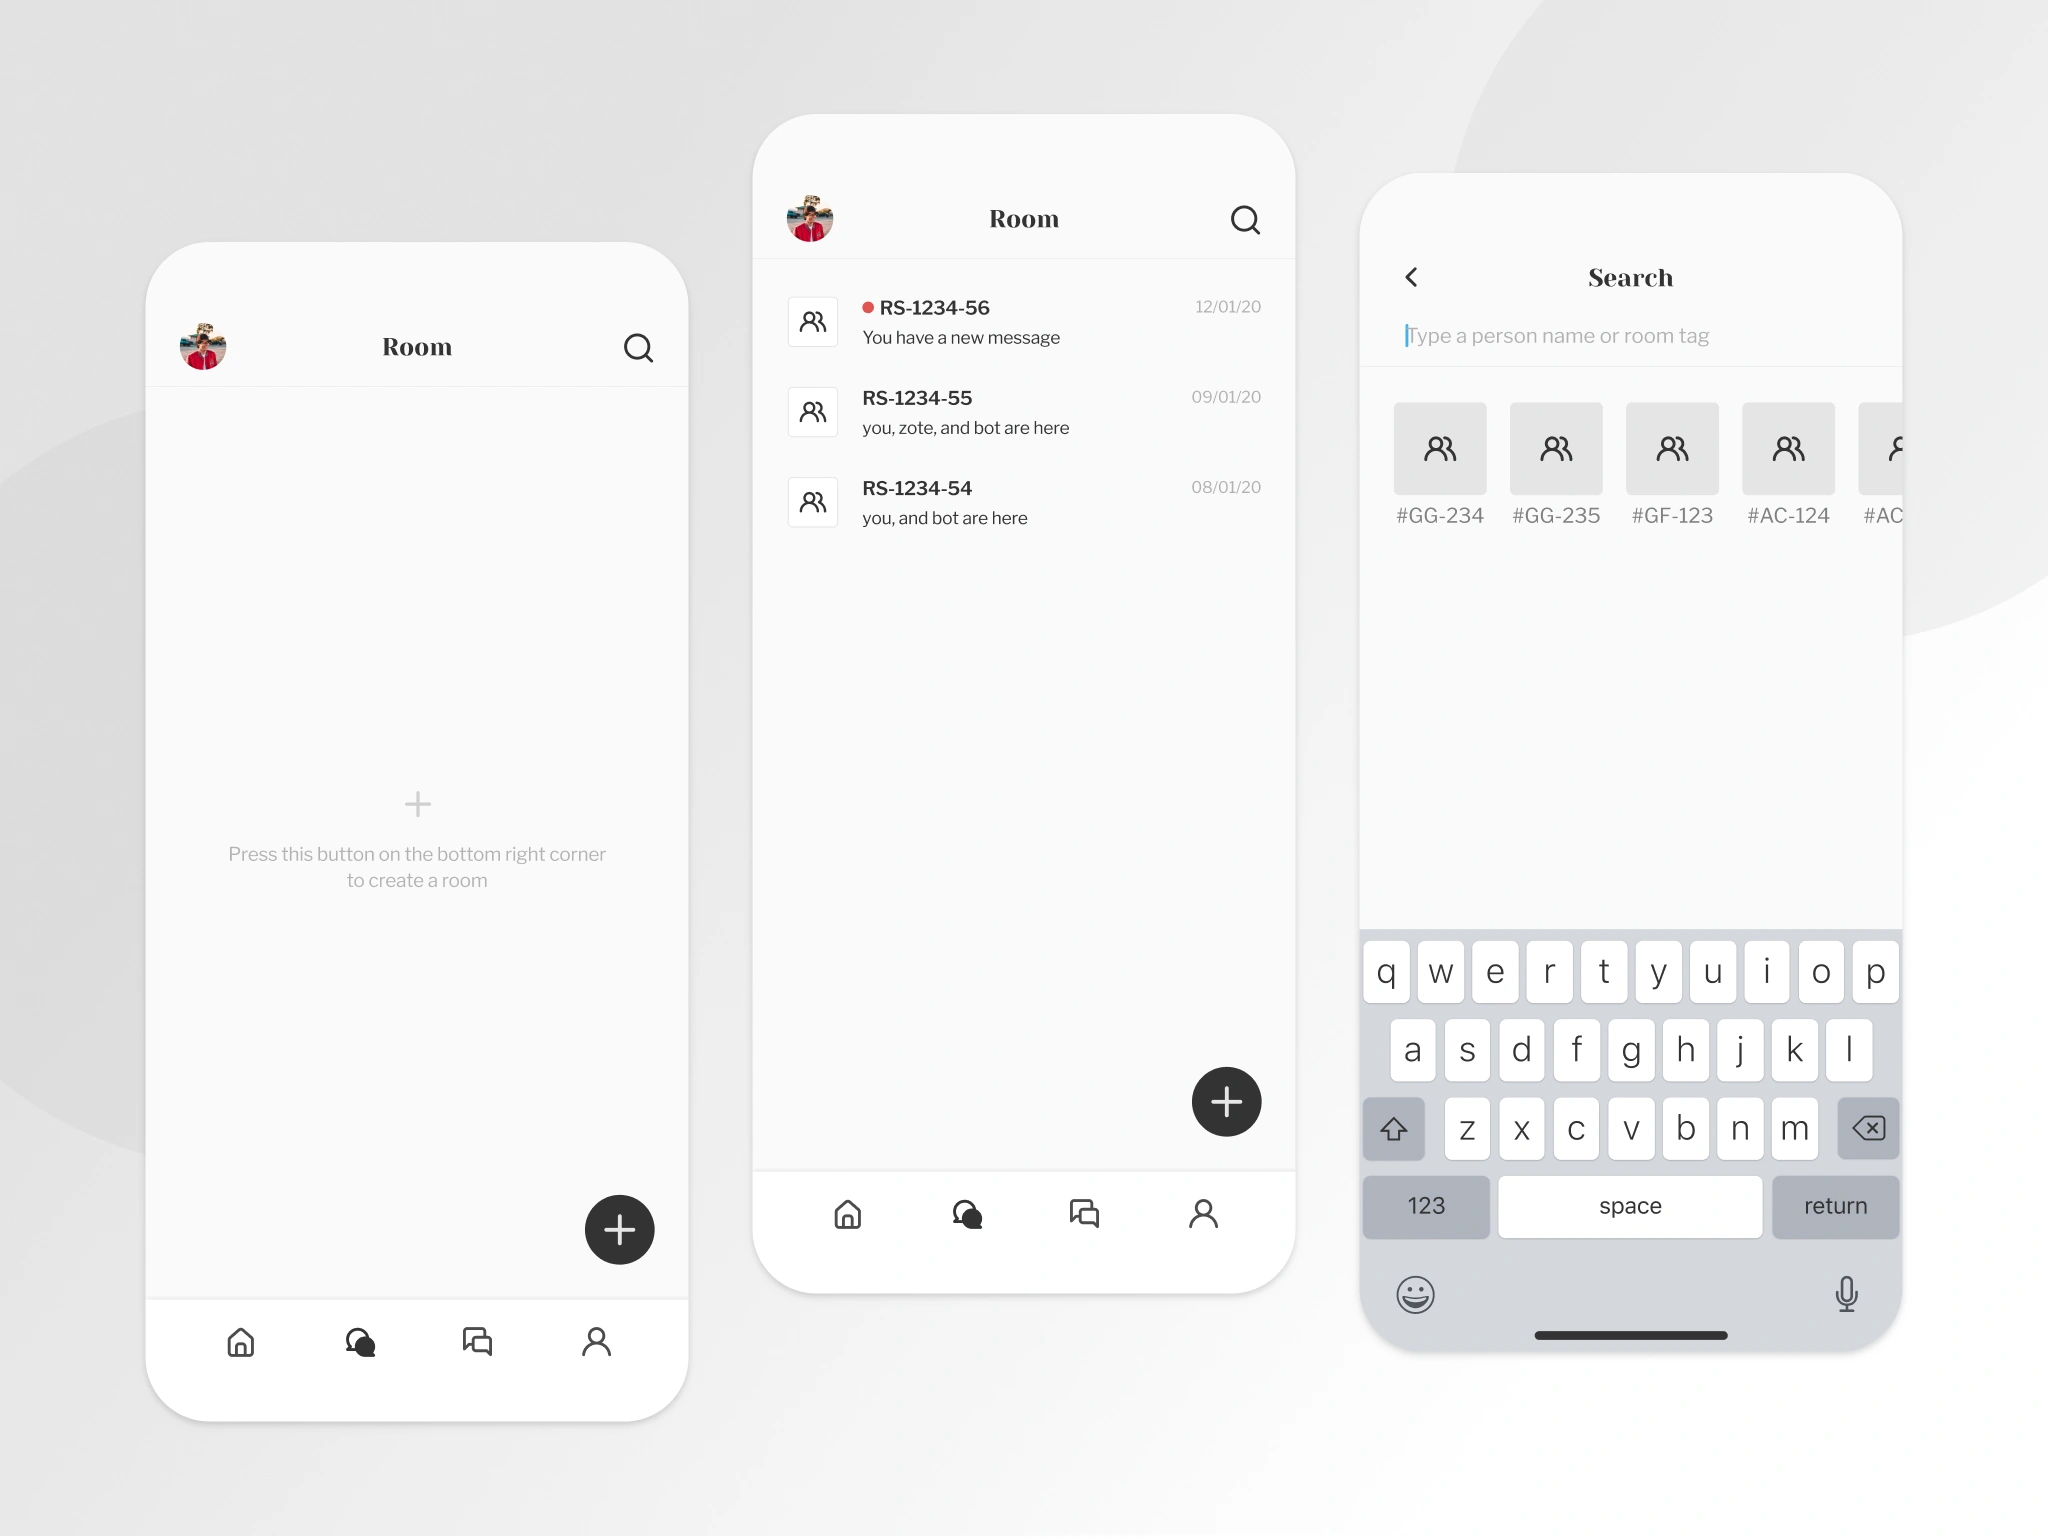 Room
Press this button on the bottom right corner
to create a room
Room
RS-1234-56
12/01/20
You have a new message
RS-1234-55
09/01/20
you, zote, and bot are here
RS-1234-54
08/01/20
you, and bot are here
Search
Type a person name or room tag
#GG-234 #GG-235 #GF-123 #AC-124 #AC
q w e r t y u i o p
a s d f g h j k l
z x c v b n m
123 space return